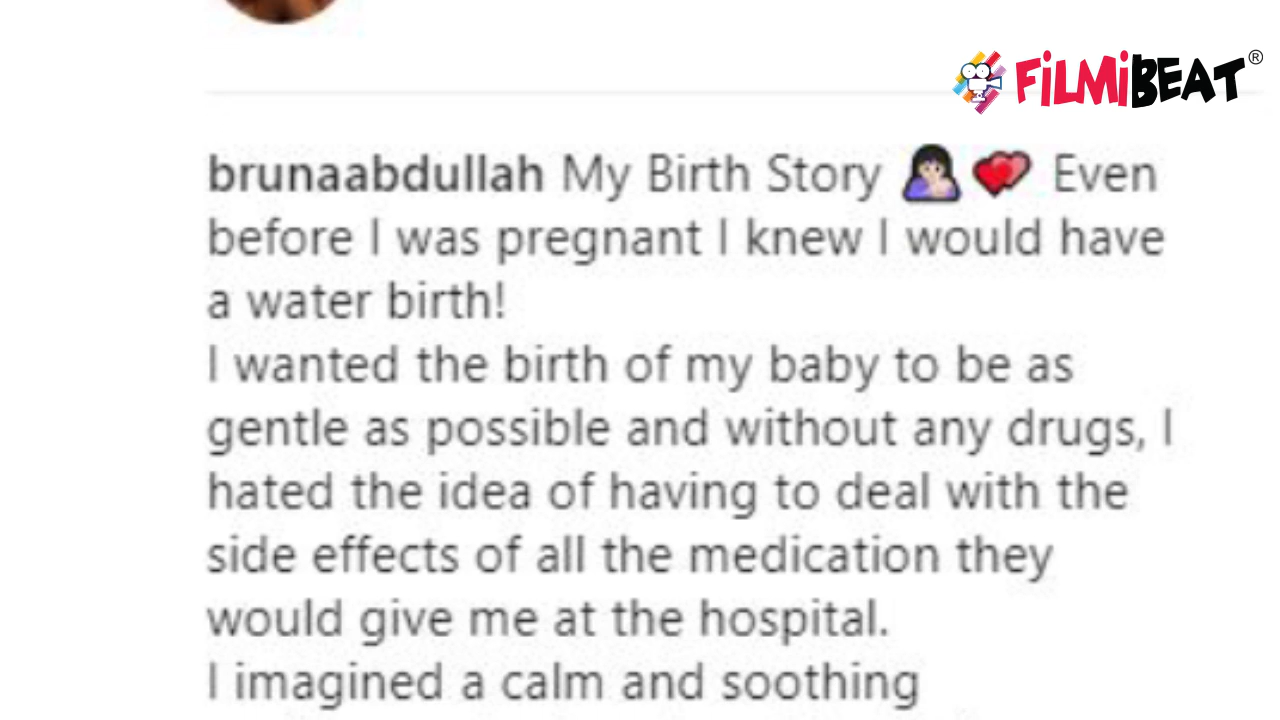 FiLMiBEAT®
brunaabdullah My Birth Story 🤱🏻💕 Even
before I was pregnant I knew I would have
a water birth!
I wanted the birth of my baby to be as
gentle as possible and without any drugs, I
hated the idea of having to deal with the
side effects of all the medication they
would give me at the hospital.
I imagined a calm and soothing